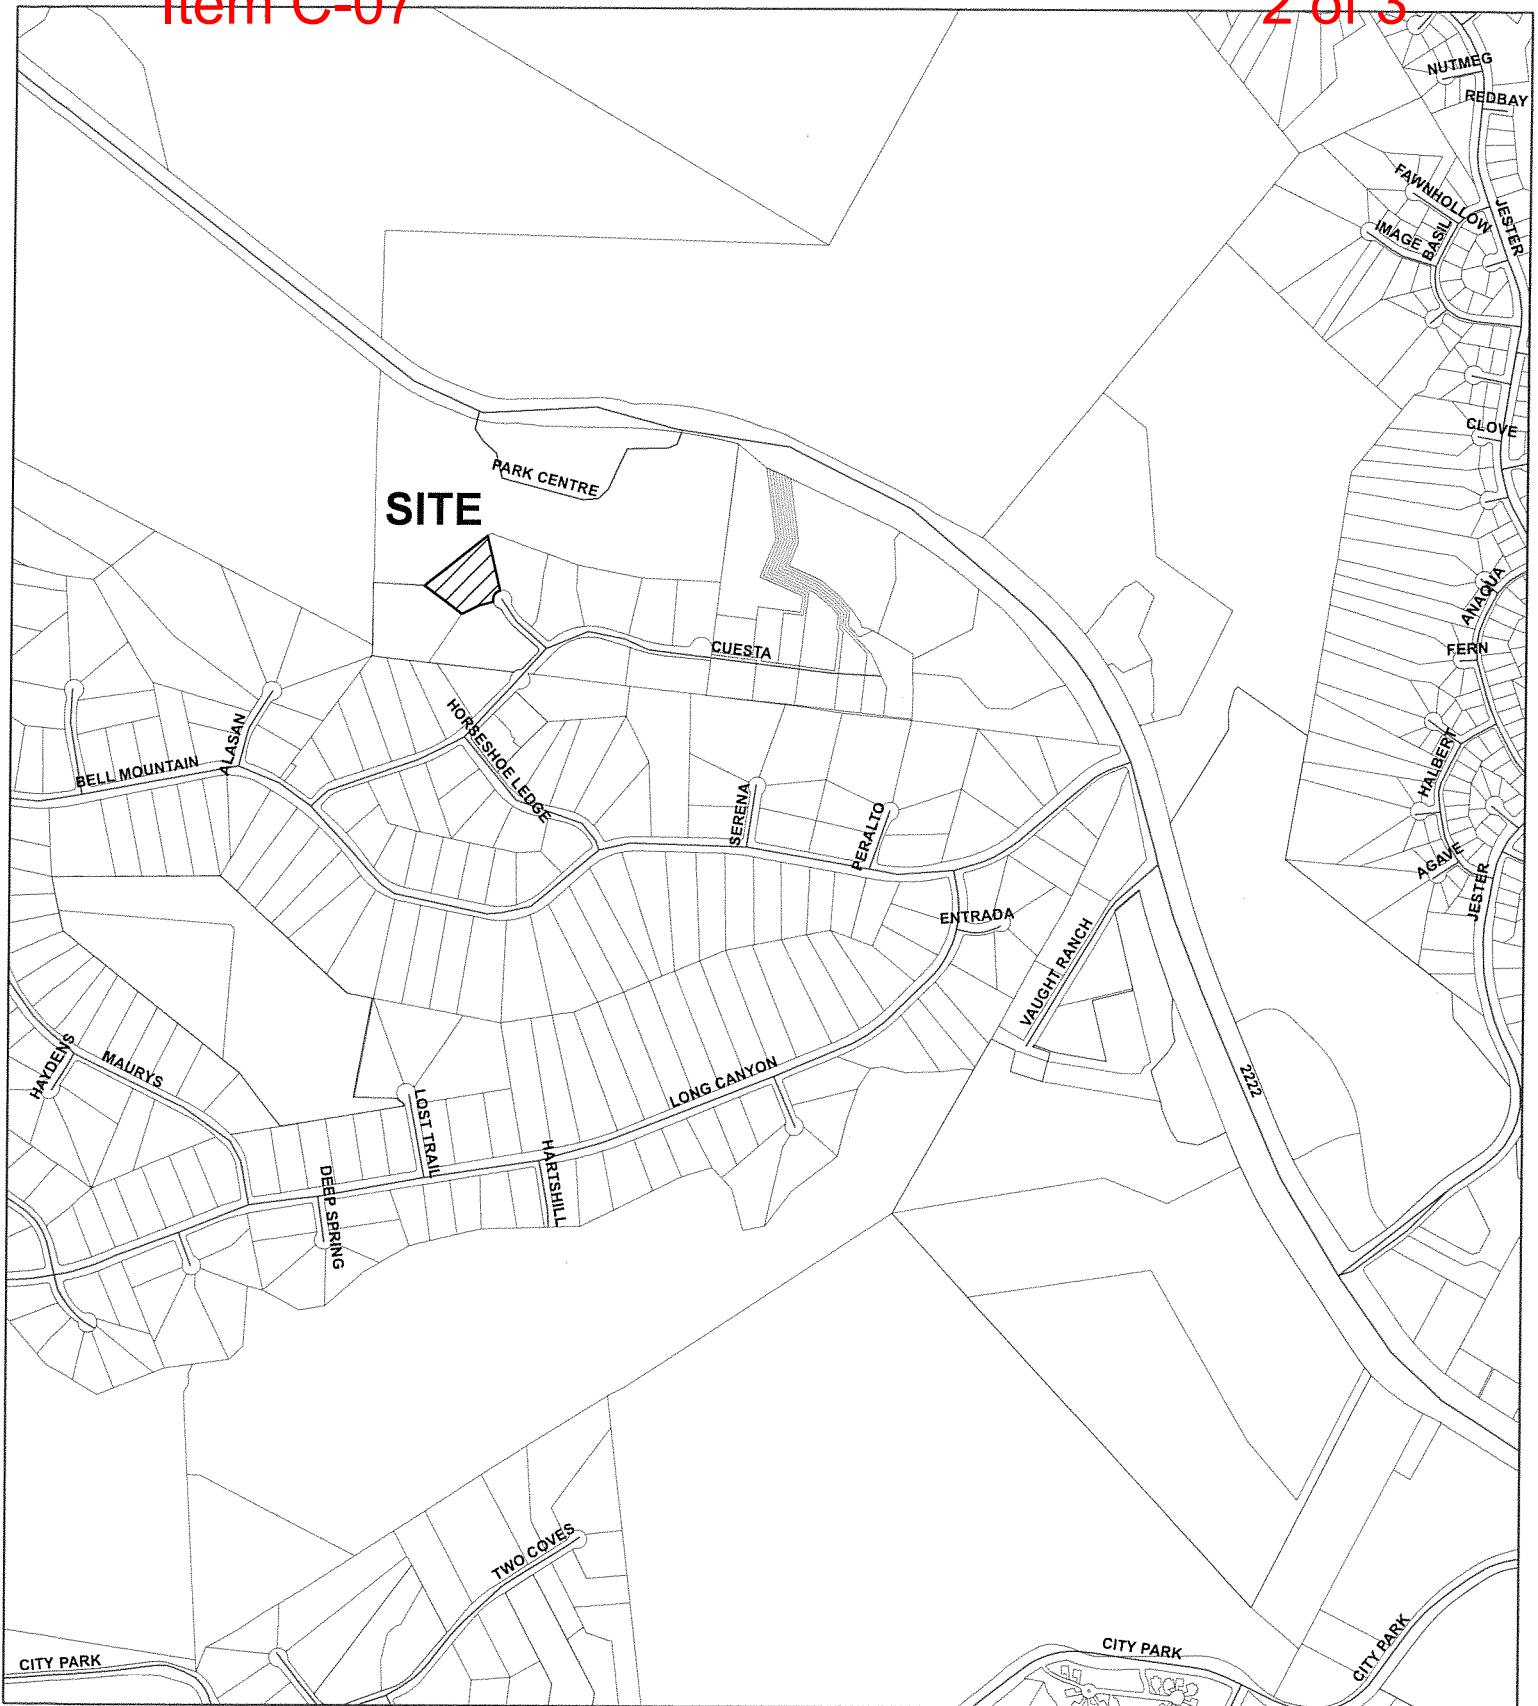 Item C-07
2 of 3
NUTMEG
REDBAY
FAWNHOLLOW
JESTER
IMAGE
BASIL
CLOVE
PARK CENTRE
SITE
ANAQUA
FERN
CUESTA
HORSESHOE LEDGE
ALASAN
BELL MOUNTAIN
HALBERT
SERENA
PERALTO
AGAVE
JESTER
ENTRADA
VAUGHT RANCH
HAYDENS
MAURYS
LONG CANYON
2222
LOST TRAIL
HARTSHILL
DEEP SPRING
TWO COVES
CITY PARK
CITY PARK
CITY PARK